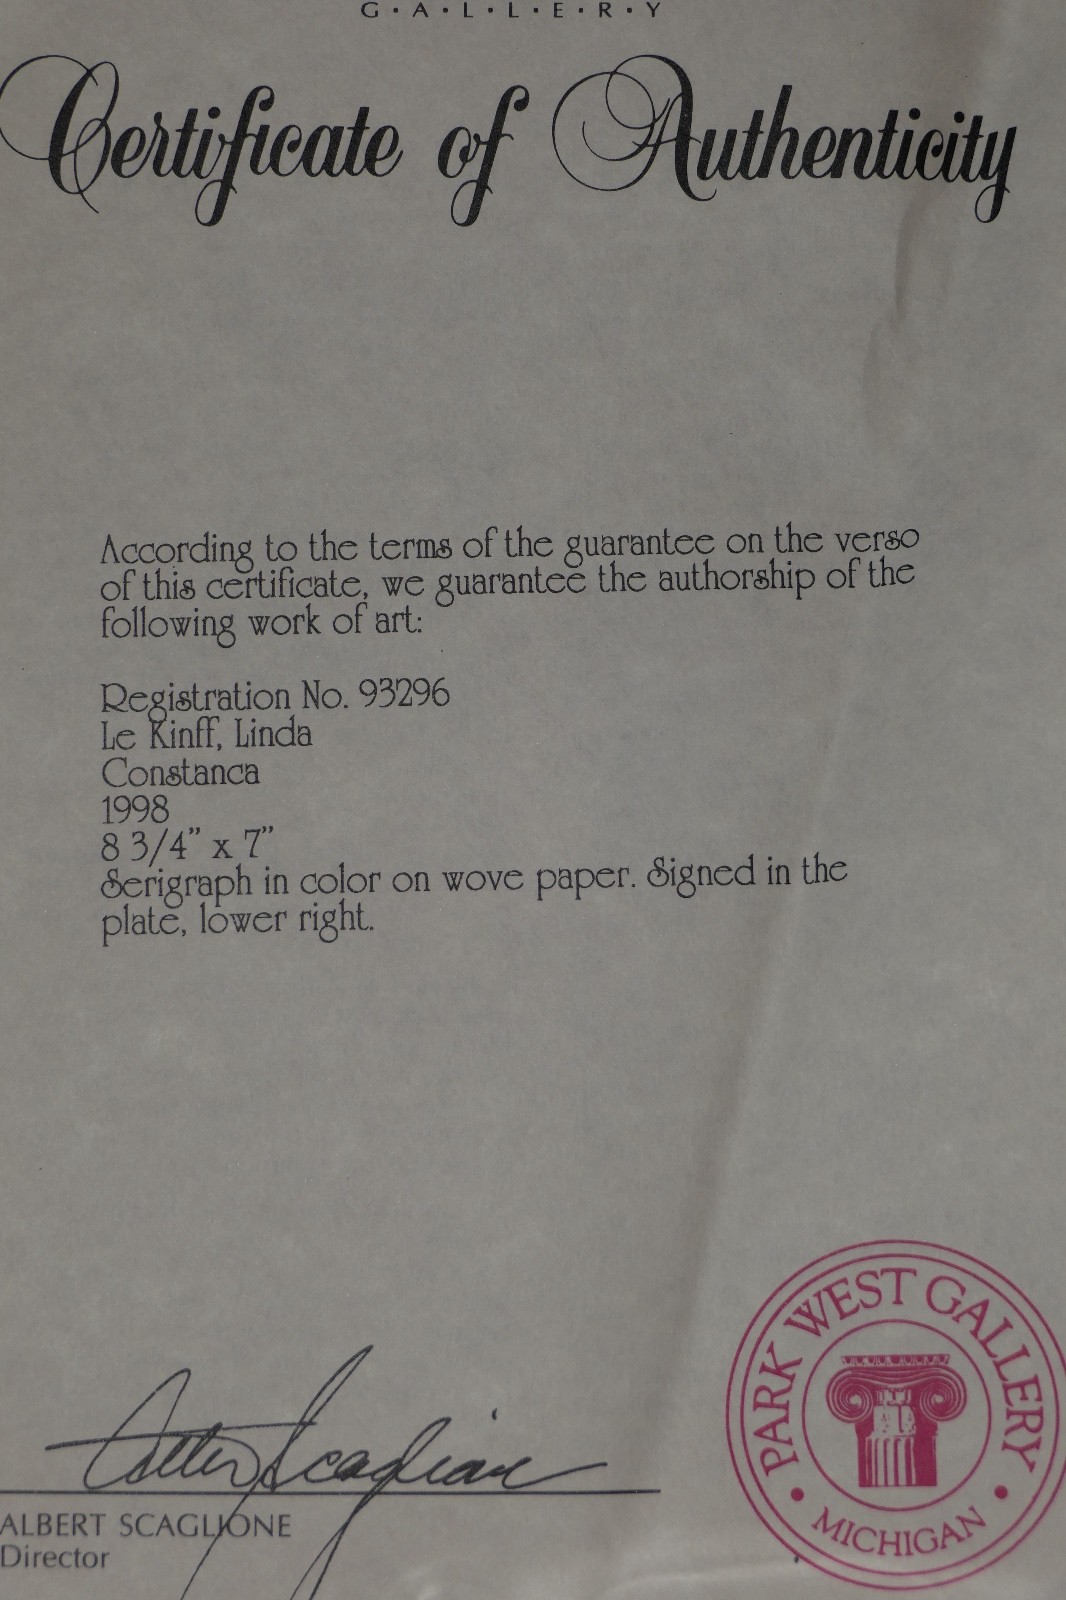 G·A·L·L·E·R·Y
Certificate of Authenticity
According to the terms of the guarantee on the verso
of this certificate, we guarantee the authorship of the
following work of art:
Registration No. 93296
Le Kinff, Linda
Constanca
1998
8 3/4" x 7"
Serigraph in color on wove paper. Signed in the
plate, lower right.
Albert Scaglione
ALBERT SCAGLIONE
Director
PARK WEST GALLERY
• MICHIGAN •